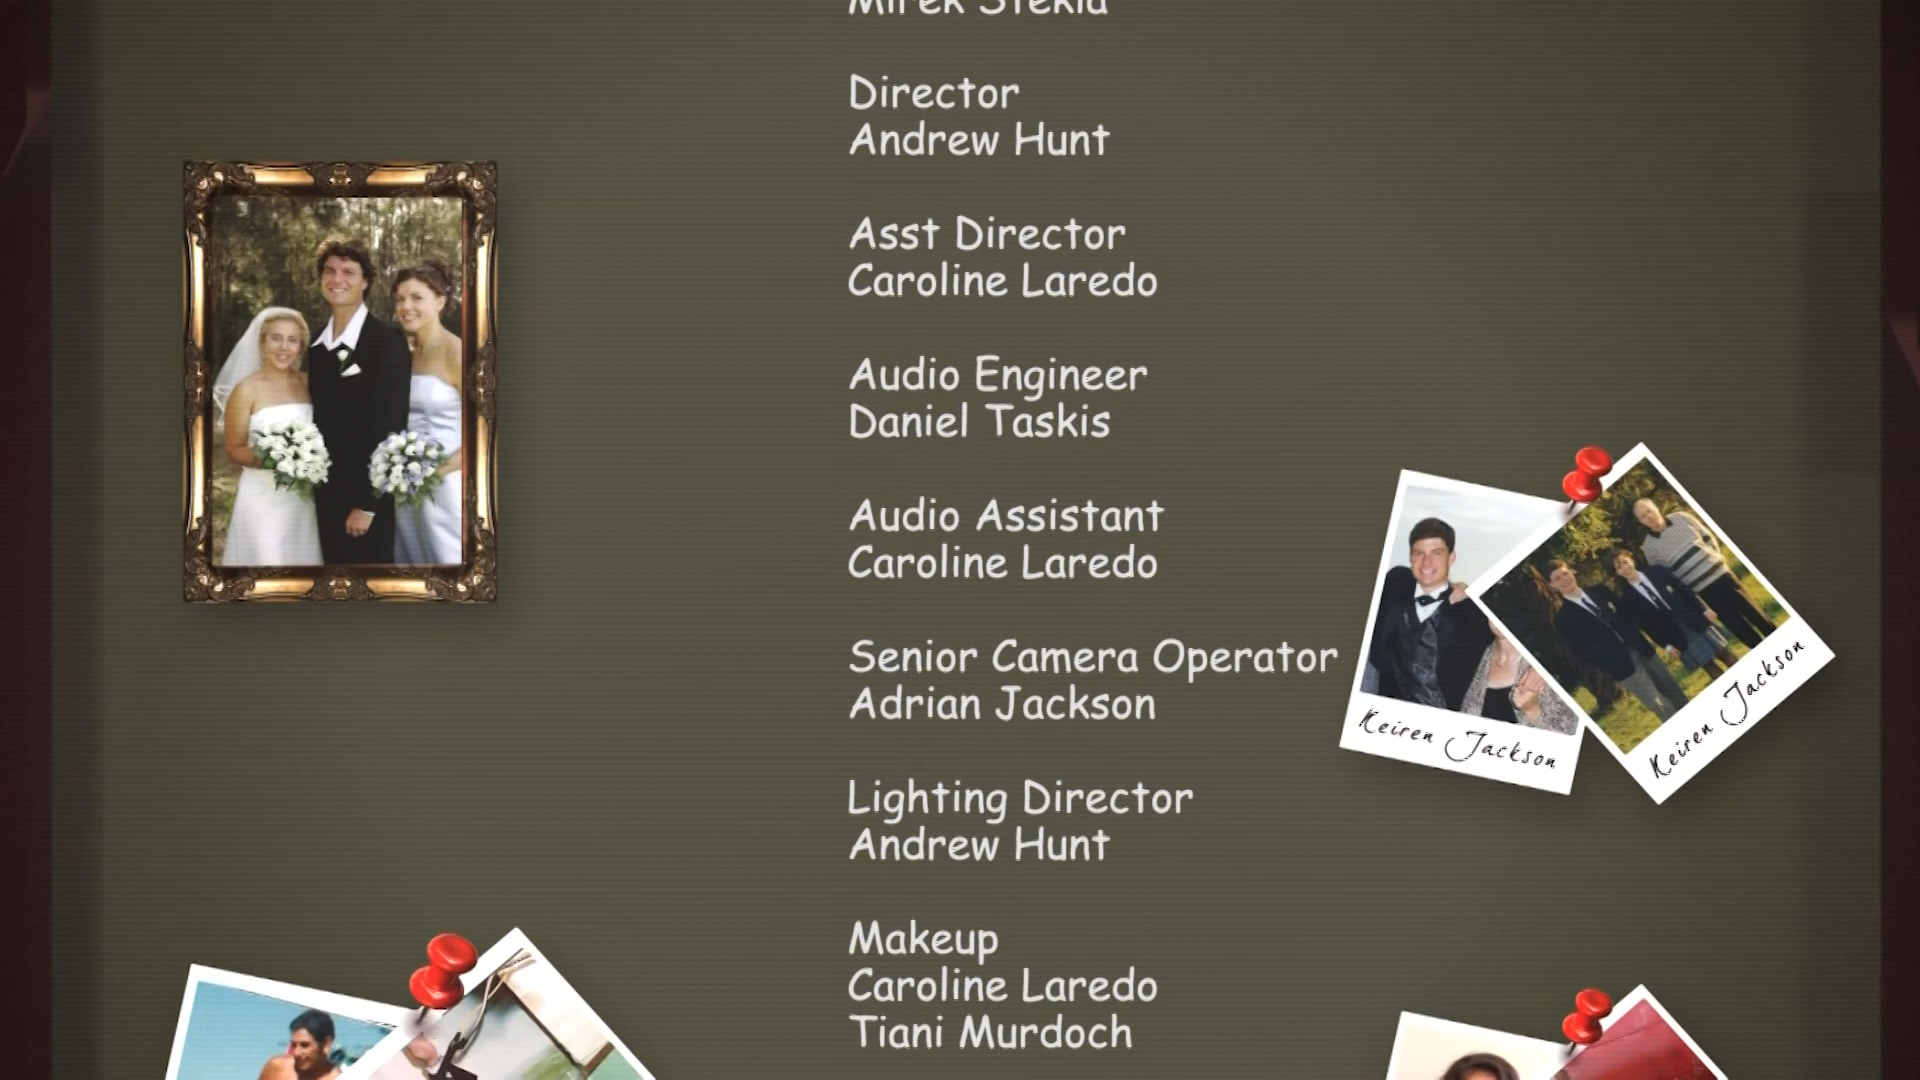 Director
Andrew Hunt
Asst Director
Caroline Laredo
Audio Engineer
Daniel Taskis
Audio Assistant
Caroline Laredo
Senior Camera Operator
Adrian Jackson
Keiren Jackson
Keiren Jackson
Lighting Director
Andrew Hunt
Makeup
Caroline Laredo
Tiani Murdoch